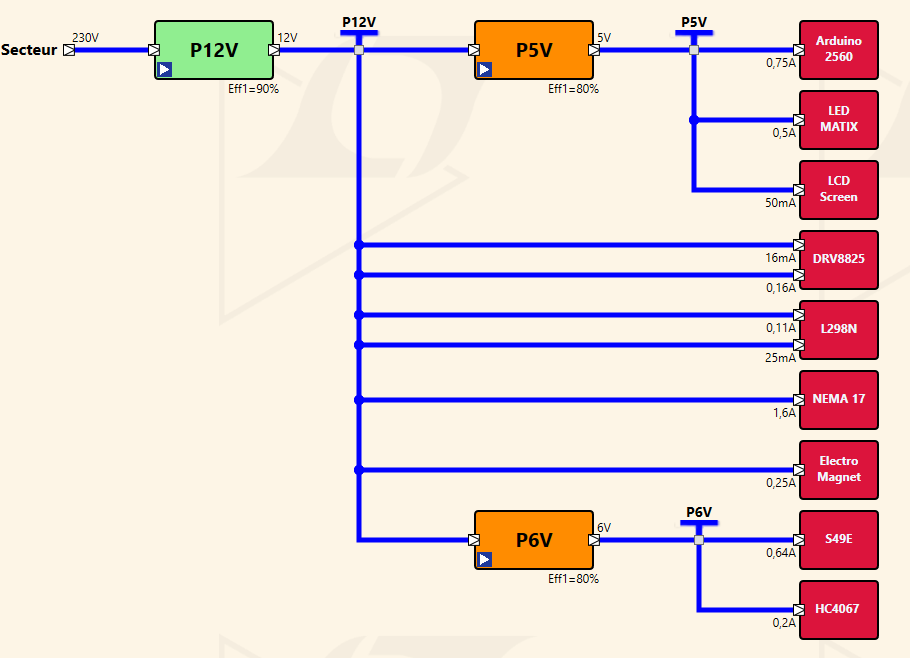 P12V
P5V
Secteur
230V
P12V
12V
P5V
5V
Arduino
2560
0,75A
Eff1=90%
Eff1=80%
LED
MATIX
0,5A
LCD
Screen
50mA
DRV8825
16mA
0,16A
L298N
0,11A
25mA
NEMA 17
1,6A
Electro
Magnet
0,25A
P6V
P6V
6V
S49E
0,64A
Eff1=80%
HC4067
0,2A